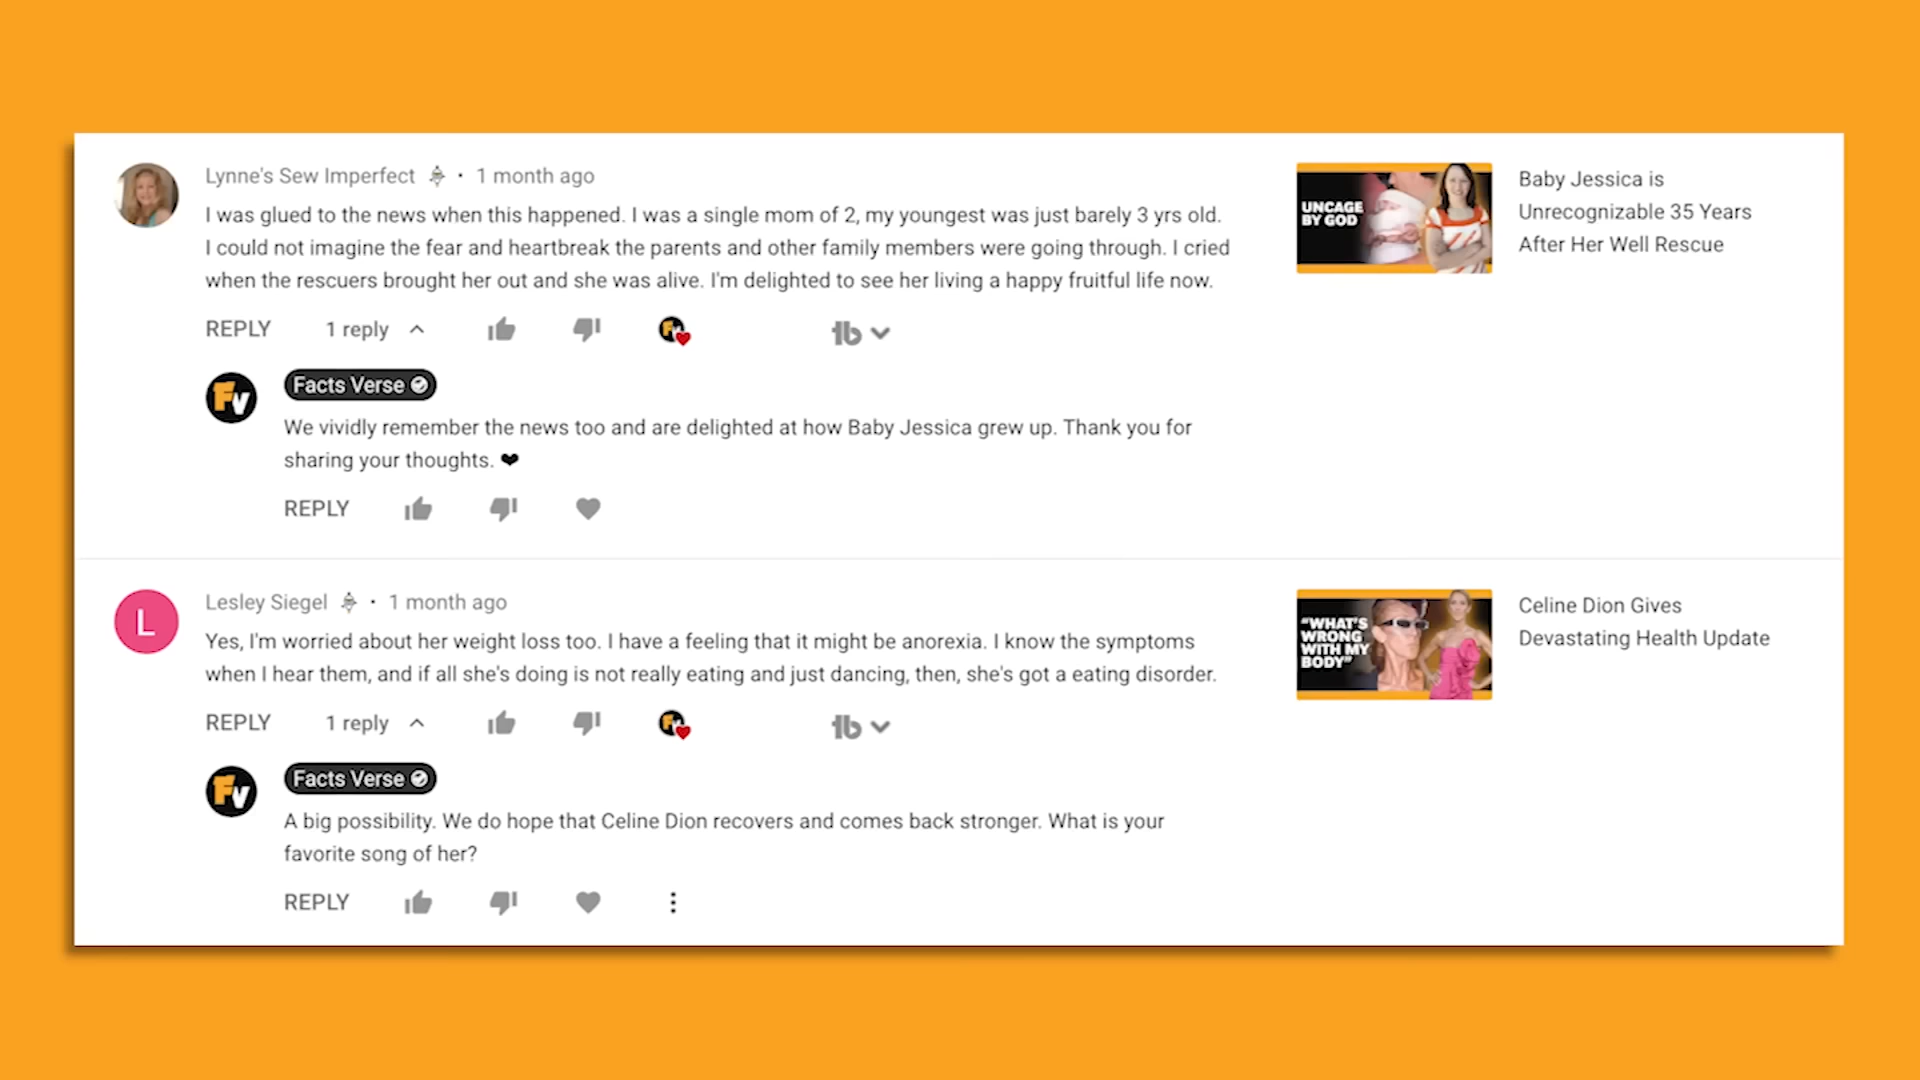 Lynne's Sew Imperfect · 1 month ago
I was glued to the news when this happened. I was a single mom of 2, my youngest was just barely 3 yrs old.
I could not imagine the fear and heartbreak the parents and other family members were going through. I cried
when the rescuers brought her out and she was alive. I'm delighted to see her living a happy fruitful life now.
REPLY 1 reply
UNCAGE
BY GOD
Baby Jessica is
Unrecognizable 35 Years
After Her Well Rescue
Fv
Facts Verse
We vividly remember the news too and are delighted at how Baby Jessica grew up. Thank you for
sharing your thoughts. ❤
REPLY
L
Lesley Siegel · 1 month ago
Yes, I'm worried about her weight loss too. I have a feeling that it might be anorexia. I know the symptoms
when I hear them, and if all she's doing is not really eating and just dancing, then, she's got a eating disorder.
REPLY 1 reply
"WHAT'S
WRONG
WITH MY
BODY"
Celine Dion Gives
Devastating Health Update
Fv
Facts Verse
A big possibility. We do hope that Celine Dion recovers and comes back stronger. What is your
favorite song of her?
REPLY